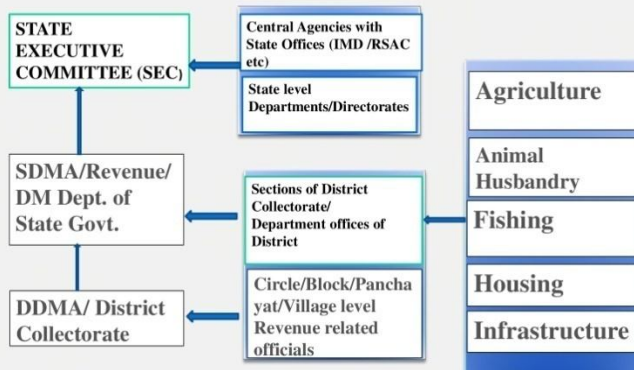 STATE
EXECUTIVE
COMMITTEE (SEC)
Central Agencies with
State Offices (IMD /RSAC
etc)
State level
Departments/Directorates
SDMA/Revenue/
DM Dept. of
State Govt.
Sections of District
Collectorate/
Department offices of
District
DDMA/ District
Collectorate
Circle/Block/Pancha
yat/Village level
Revenue related
officials
Agriculture
Animal
Husbandry
Fishing
Housing
Infrastructure